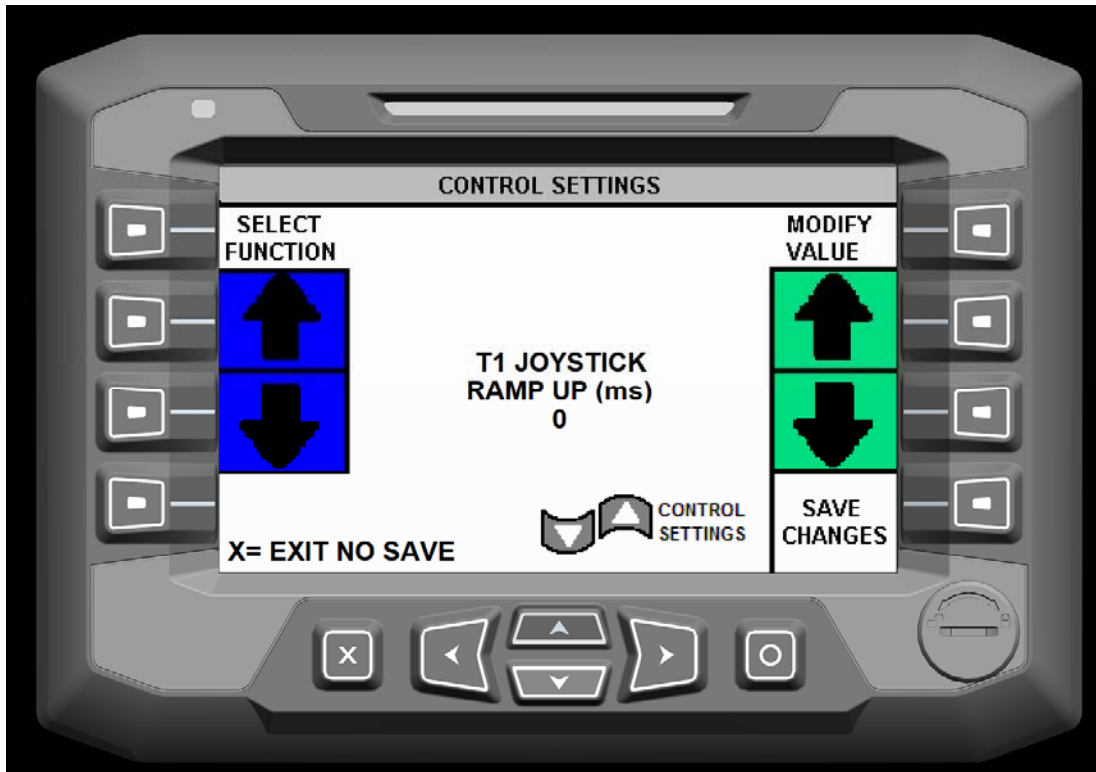 CONTROL SETTINGS
SELECT
FUNCTION
MODIFY
VALUE
T1 JOYSTICK
RAMP UP (ms)
0
CONTROL
SETTINGS
SAVE
CHANGES
X= EXIT NO SAVE
X
O